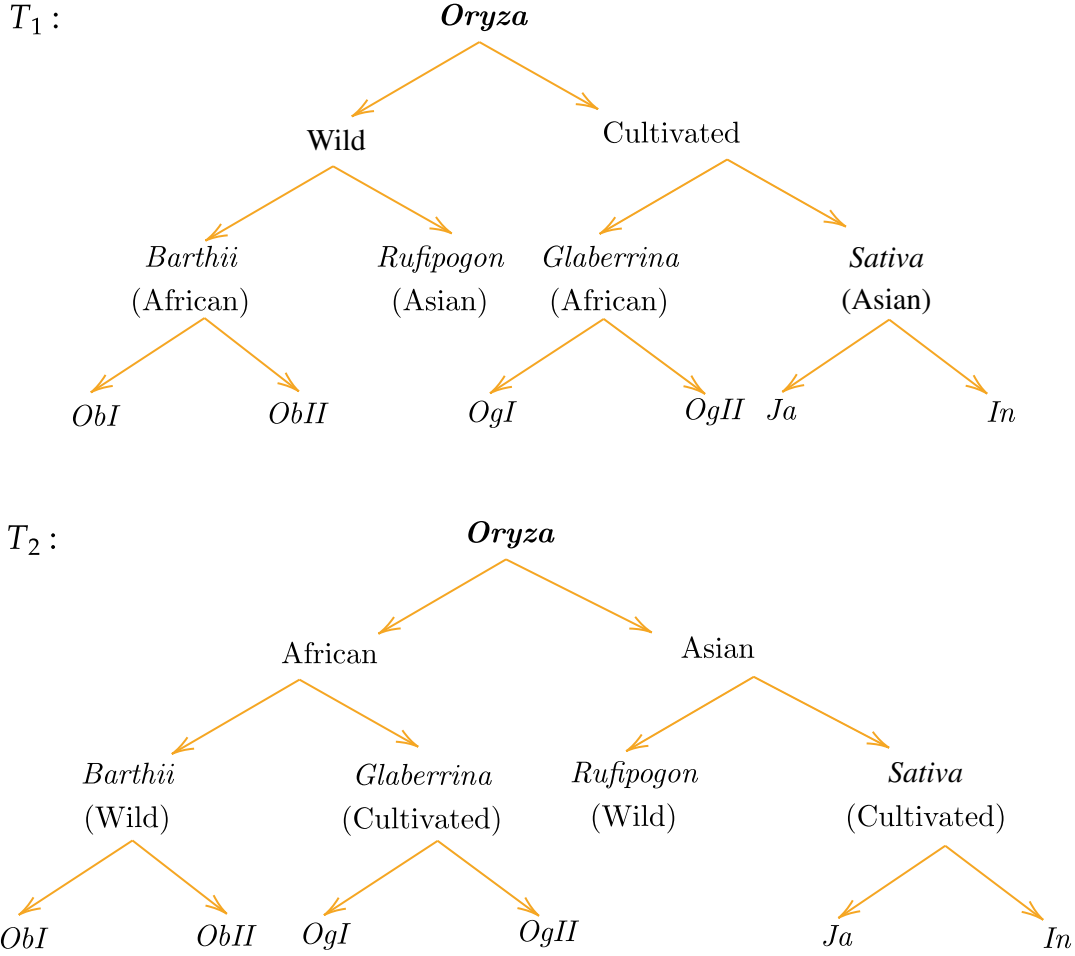 T1 :
Oryza
Wild Cultivated
Barthii Rufipogon Glaberrina Sativa
(African) (Asian) (African) (Asian)
ObI ObII OgI OgII Ja In
T2 :
Oryza
African Asian
Barthii Glaberrina Rufipogon Sativa
(Wild) (Cultivated) (Wild) (Cultivated)
ObI ObII OgI OgII Ja In